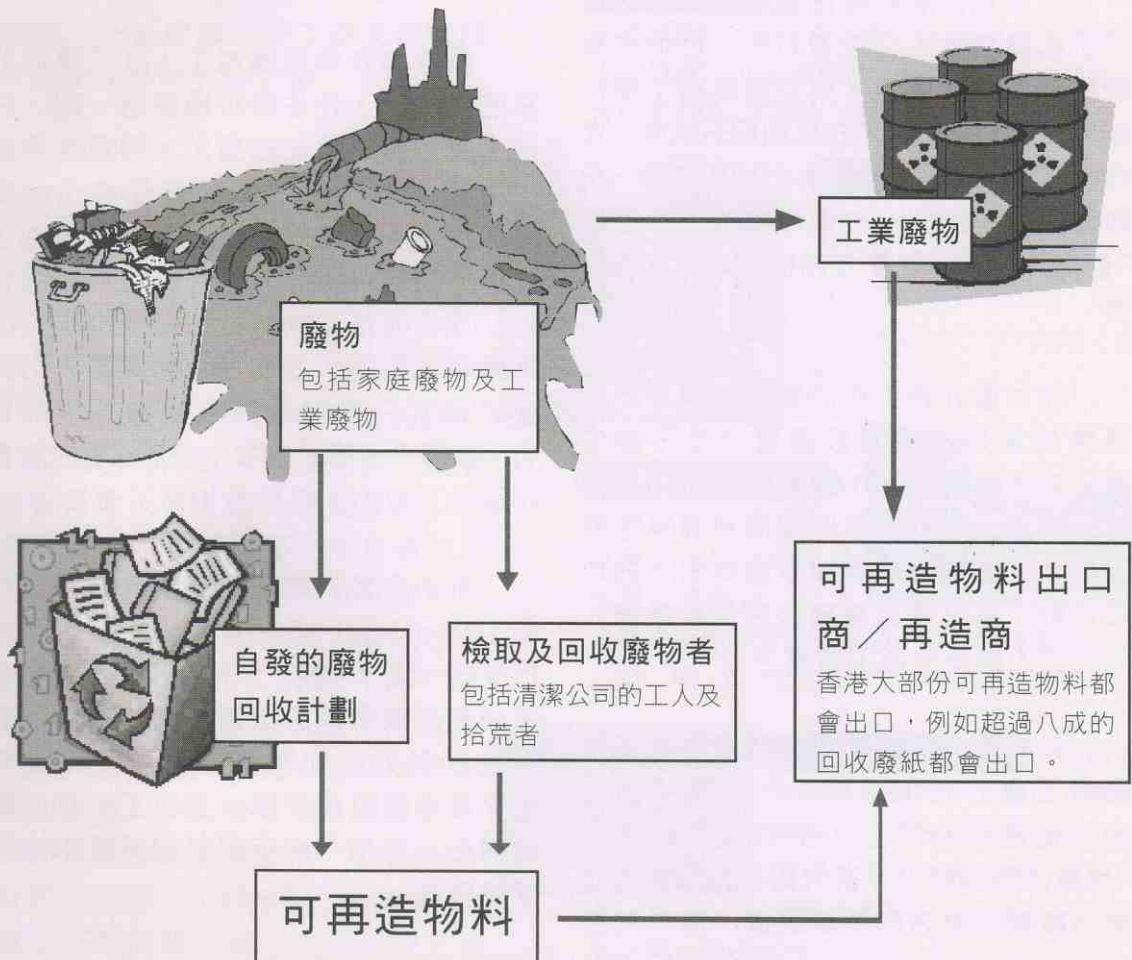 工業廢物
廢物
包括家庭廢物及工
業廢物
自發的廢物
回收計劃
檢取及回收廢物者
包括清潔公司的工人及
拾荒者
可再造物料出口
商／再造商
香港大部份可再造物料都
會出口，例如超過八成的
回收廢紙都會出口。
可再造物料